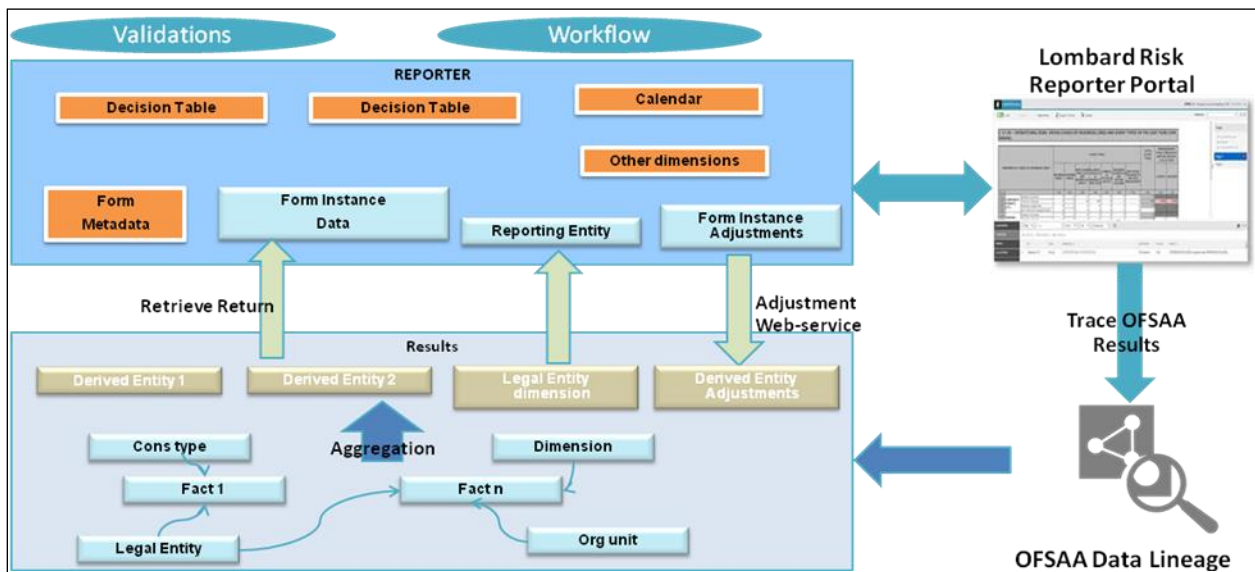 Validations
Workflow
REPORTER
Decision Table
Decision Table
Calendar
Other dimensions
Form
Metadata
Form Instance
Data
Reporting Entity
Form Instance
Adjustments
Lombard Risk
Reporter Portal
Retrieve Return
Adjustment
Web-service
Trace OFSAA
Results
Results
Derived Entity 1
Derived Entity 2
Legal Entity
dimension
Derived Entity
Adjustments
Cons type
Aggregation
Dimension
Fact 1
Fact n
Legal Entity
Org unit
OFSAA Data Lineage